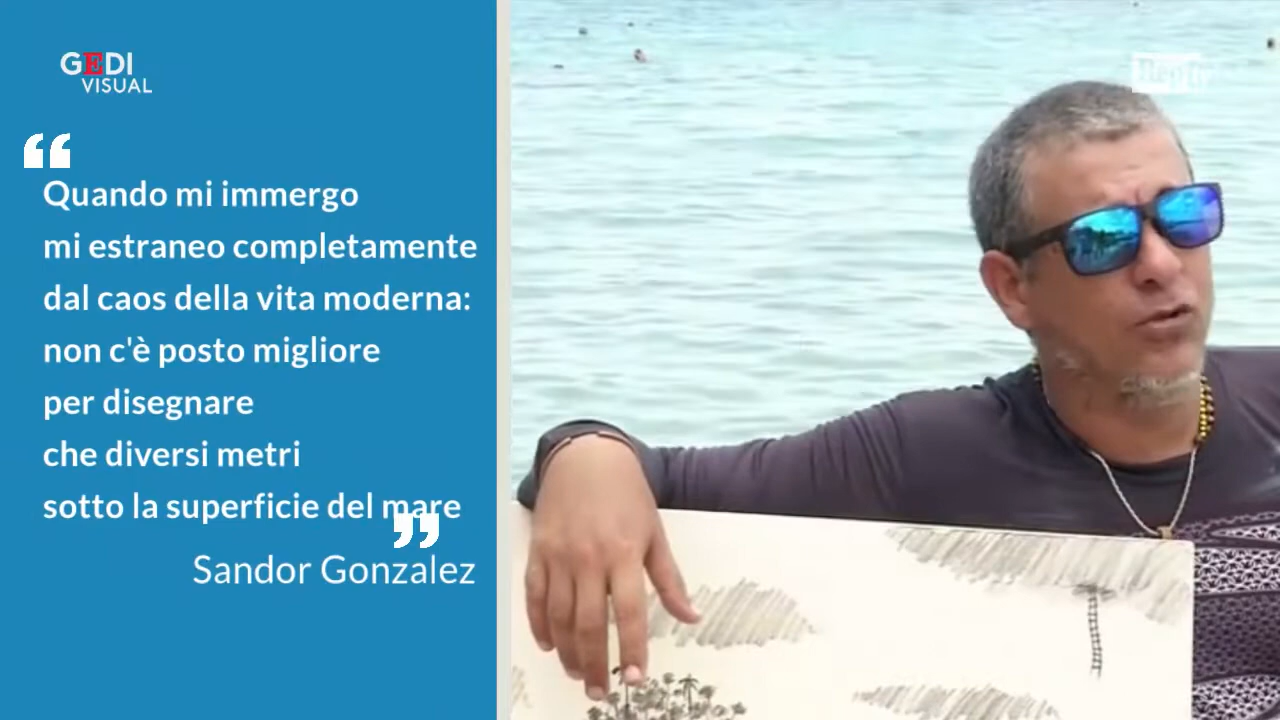 GEDI
VISUAL
“
Quando mi immergo
mi estraneo completamente
dal caos della vita moderna:
non c'è posto migliore
per disegnare
che diversi metri
sotto la superficie del mare
”
Sandor Gonzalez